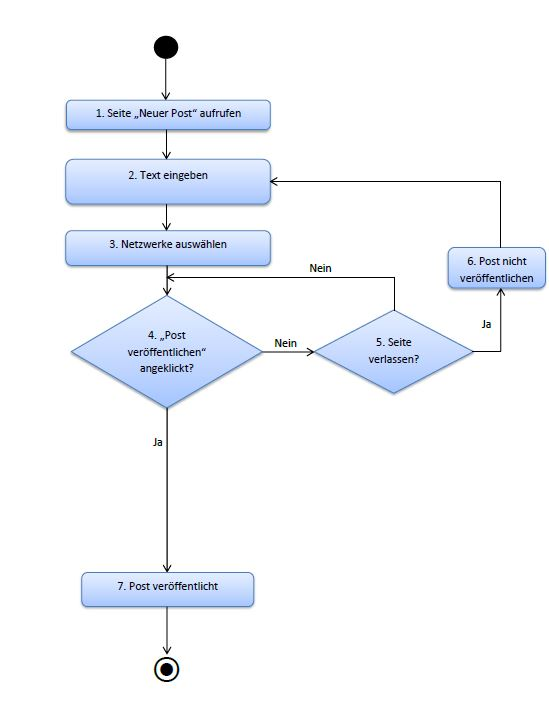 1. Seite „Neuer Post“ aufrufen
2. Text eingeben
3. Netzwerke auswählen
6. Post nicht
veröffentlichen
Nein
4. „Post
veröffentlichen“
angeklickt?
Nein
5. Seite
verlassen?
Ja
Ja
7. Post veröffentlicht